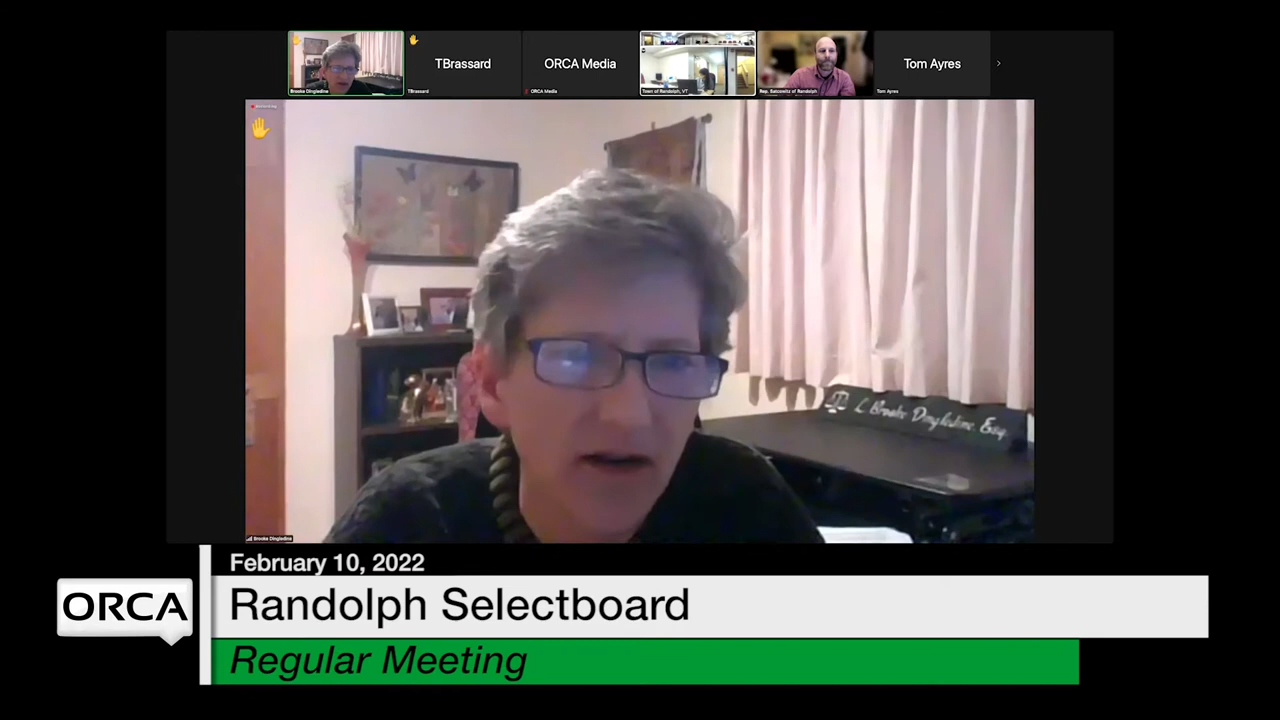 TBrassard
ORCA Media
Tom Ayres
Brooke Dingledine
TBrassard
ORCA Media
Town of Randolph, VT
Rep. Satcowitz of Randolph
Tom Ayres
L. Brooke Dingledine, Esq.
Brooke Dingledine
February 10, 2022
ORCA
Randolph Selectboard
Regular Meeting